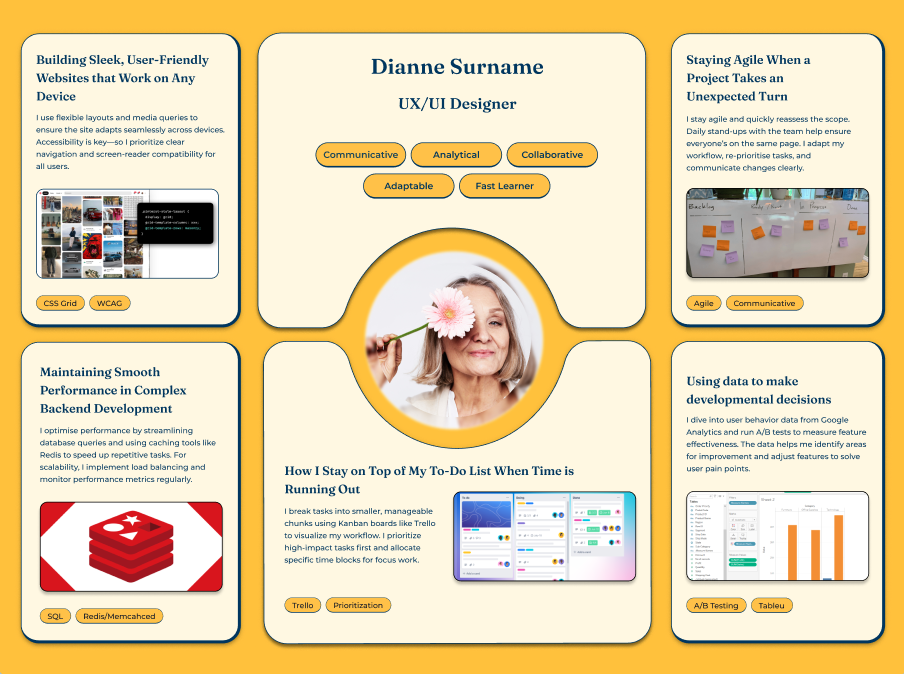 Building Sleek, User-Friendly
Websites that Work on Any
Device
I use flexible layouts and media queries to
ensure the site adapts seamlessly across devices.
Accessibility is key—so I prioritize clear
navigation and screen-reader compatibility for
all users.
CSS Grid
WCAG
Dianne Surname
UX/UI Designer
Communicative
Analytical
Collaborative
Adaptable
Fast Learner
Staying Agile When a
Project Takes an
Unexpected Turn
I stay agile and quickly reassess the scope.
Daily stand-ups with the team help ensure
everyone's on the same page. I adapt my
workflow, re-prioritise tasks, and
communicate changes clearly.
Backlog
Done
Agile
Communicative
Maintaining Smooth
Performance in Complex
Backend Development
I optimise performance by streamlining
database queries and using caching tools like
Redis to speed up repetitive tasks. For
scalability, I implement load balancing and
monitor performance metrics regularly.
SQL
Redis/Memcahced
How I Stay on Top of My To-Do List When Time is
Running Out
I break tasks into smaller, manageable
chunks using Kanban boards like Trello
to visualize my workflow. I prioritize
high-impact tasks first and allocate
specific time blocks for focus work.
Trello
Prioritization
Using data to make
developmental decisions
I dive into user behavior data from Google
Analytics and run A/B tests to measure feature
effectiveness. The data helps me identify areas
for improvement and adjust features to solve
user pain points.
A/B Testing
Tableu